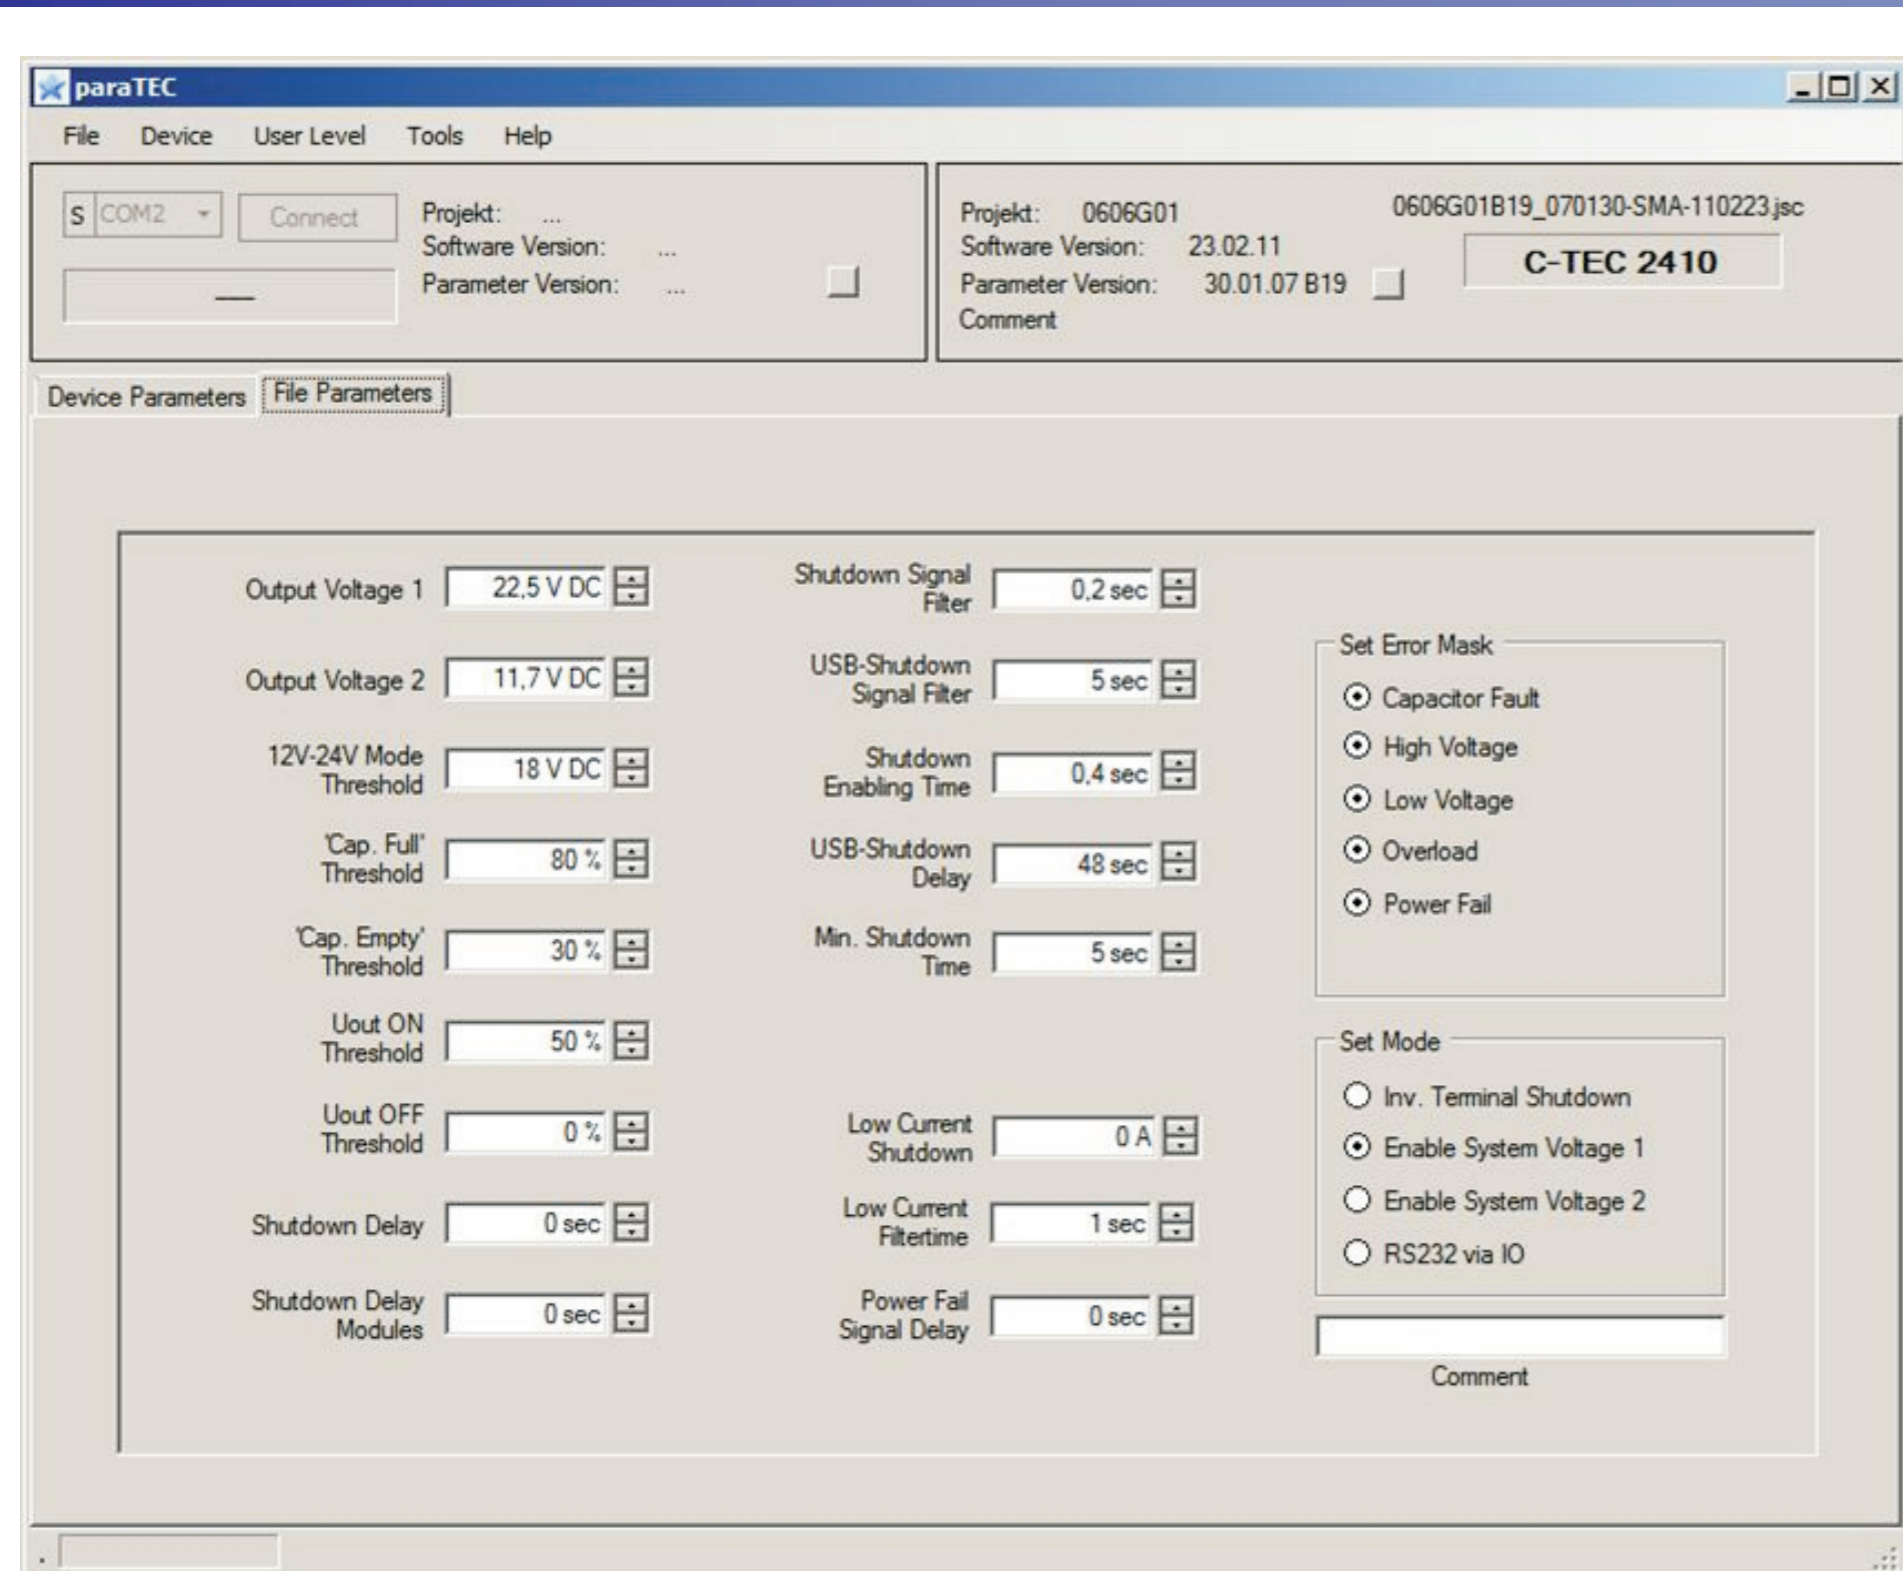 paraTEC
File Device User Level Tools Help
S COM2 Connect
Projekt: ...
Software Version: ...
Parameter Version: ...
Projekt: 0606G01
Software Version: 23.02.11
Parameter Version: 30.01.07 B19
Comment
0606G01B19_070130-SMA-110223.jsc
C-TEC 2410
Device Parameters File Parameters
Output Voltage 1 22,5 V DC
Output Voltage 2 11,7 V DC
12V-24V Mode
Threshold 18 V DC
'Cap. Full'
Threshold 80 %
'Cap. Empty'
Threshold 30 %
Uout ON
Threshold 50 %
Uout OFF
Threshold 0 %
Shutdown Delay 0 sec
Shutdown Delay
Modules 0 sec
Shutdown Signal
Filter 0,2 sec
USB-Shutdown
Signal Filter 5 sec
Shutdown
Enabling Time 0,4 sec
USB-Shutdown
Delay 48 sec
Min. Shutdown
Time 5 sec
Low Current
Shutdown 0 A
Low Current
Filtertime 1 sec
Power Fail
Signal Delay 0 sec
Set Error Mask
Capacitor Fault
High Voltage
Low Voltage
Overload
Power Fail
Set Mode
Inv. Terminal Shutdown
Enable System Voltage 1
Enable System Voltage 2
RS232 via IO
Comment